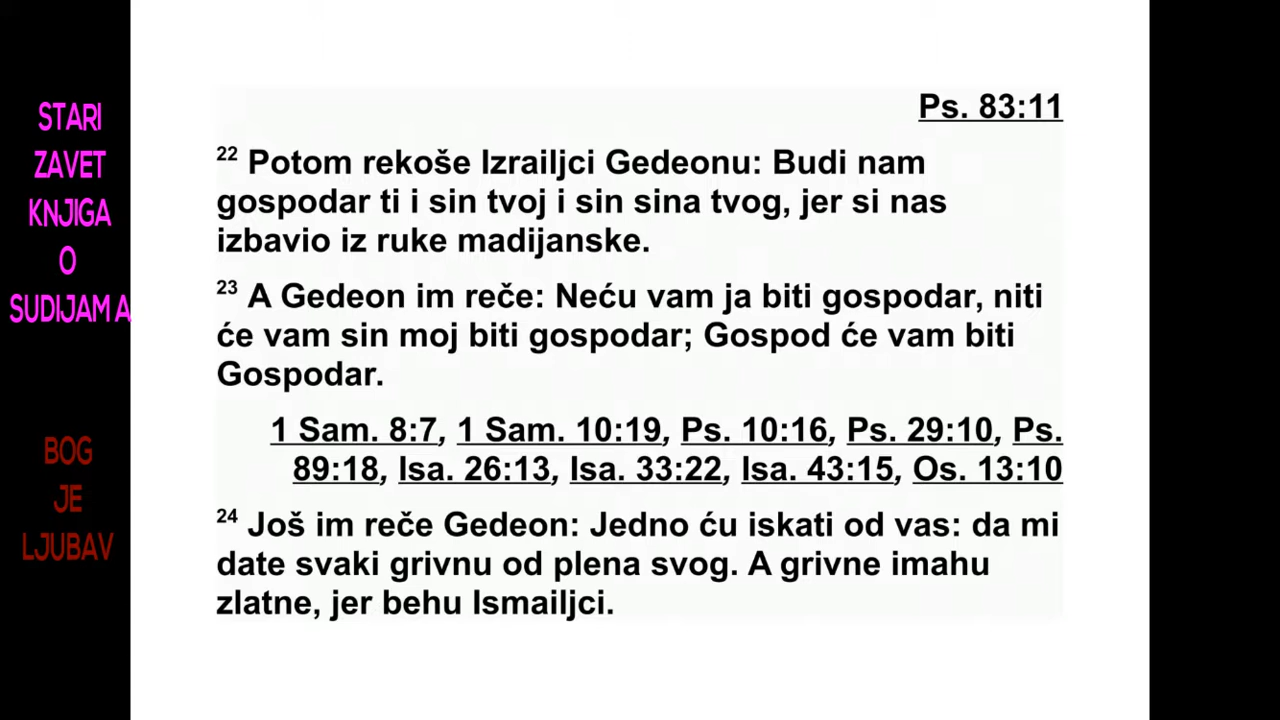 STARI
ZAVET
KNJIGA
O
SUDIJAMA
BOG
JE
LJUBAV
Ps. 83:11
22 Potom rekoše Izrailjci Gedeonu: Budi nam
gospodar ti i sin tvoj i sin sina tvog, jer si nas
izbavio iz ruke madijanske.
23 A Gedeon im reče: Neću vam ja biti gospodar, niti
će vam sin moj biti gospodar; Gospod će vam biti
Gospodar.
1 Sam. 8:7, 1 Sam. 10:19, Ps. 10:16, Ps. 29:10, Ps.
89:18, Isa. 26:13, Isa. 33:22, Isa. 43:15, Os. 13:10
24 Još im reče Gedeon: Jedno ću iskati od vas: da mi
date svaki grivnu od plena svog. A grivne imahu
zlatne, jer behu Ismailjci.